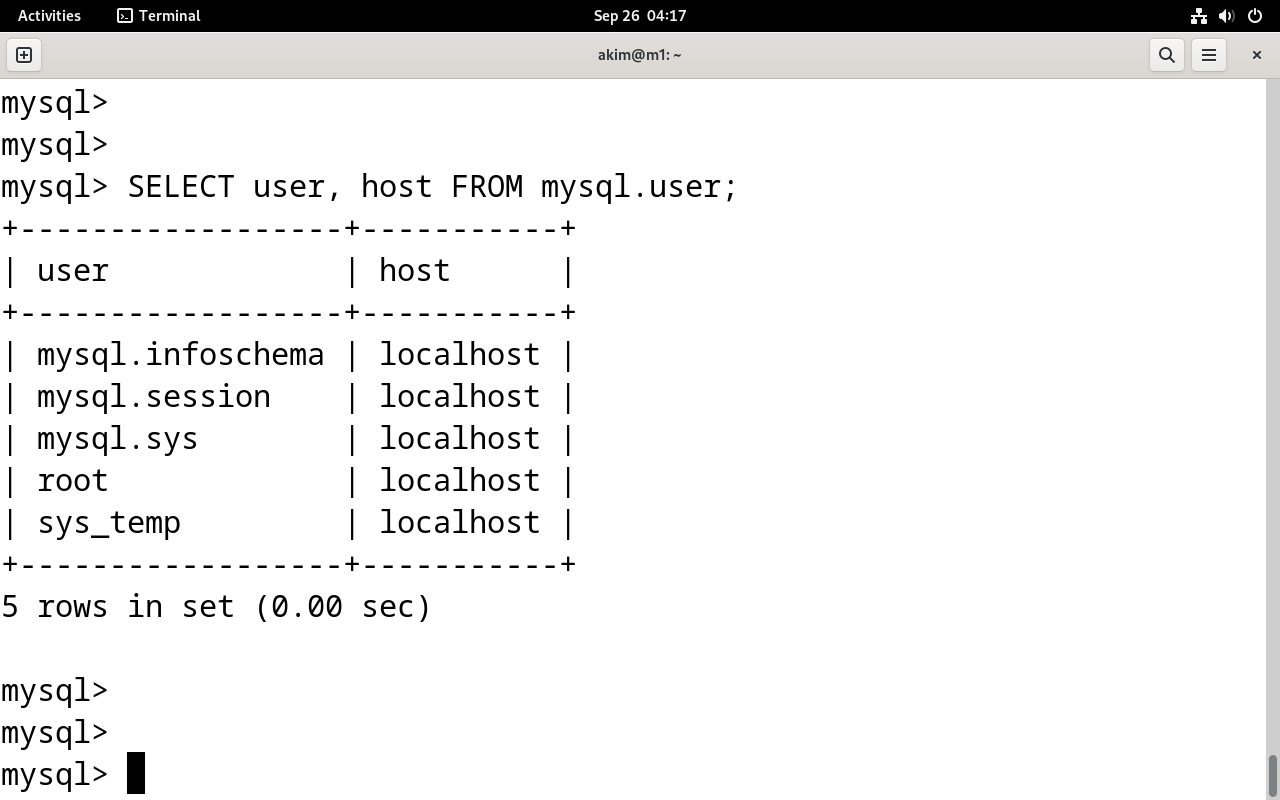 Activities Terminal Sep 26 04:17
akim@m1: ~
mysql>
mysql>
mysql> SELECT user, host FROM mysql.user;
+------------------+-----------+
| user             | host      |
+------------------+-----------+
| mysql.infoschema | localhost |
| mysql.session    | localhost |
| mysql.sys        | localhost |
| root             | localhost |
| sys_temp         | localhost |
+------------------+-----------+
5 rows in set (0.00 sec)

mysql>
mysql>
mysql>